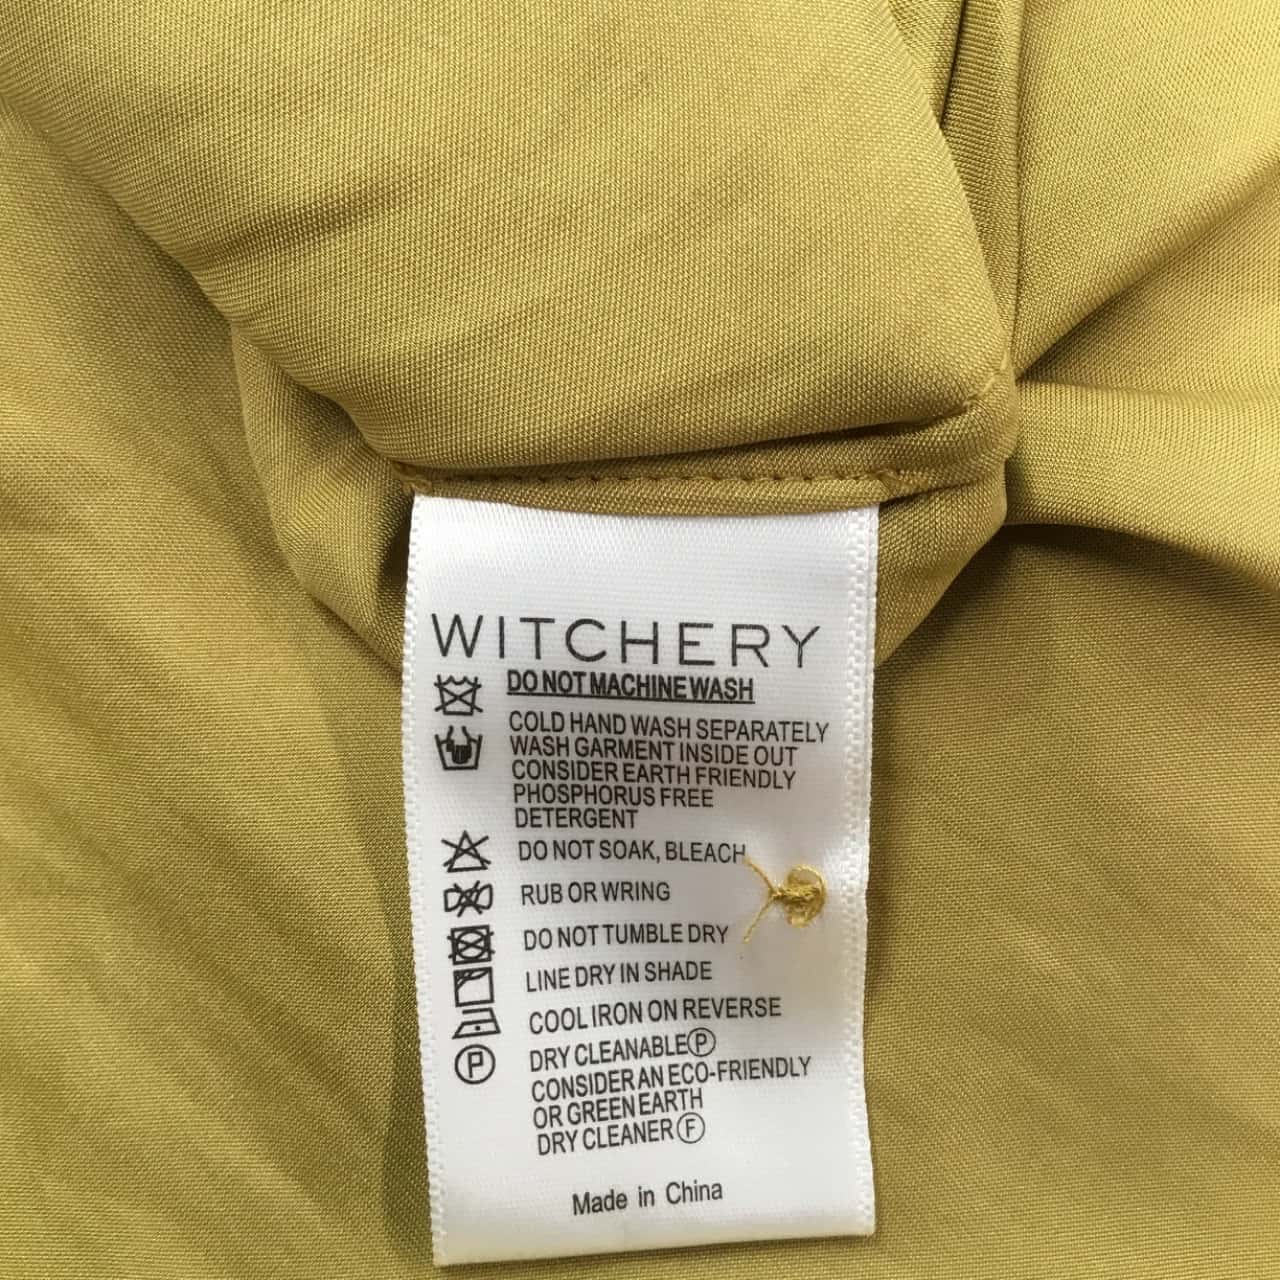 WITCHERY
DO NOT MACHINE WASH
COLD HAND WASH SEPARATELY
WASH GARMENT INSIDE OUT
CONSIDER EARTH FRIENDLY
PHOSPHORUS FREE
DETERGENT
DO NOT SOAK, BLEACH
RUB OR WRING
DO NOT TUMBLE DRY
LINE DRY IN SHADE
COOL IRON ON REVERSE
P DRY CLEANABLE Ⓟ
CONSIDER AN ECO-FRIENDLY
OR GREEN EARTH
DRY CLEANER Ⓕ
Made in China